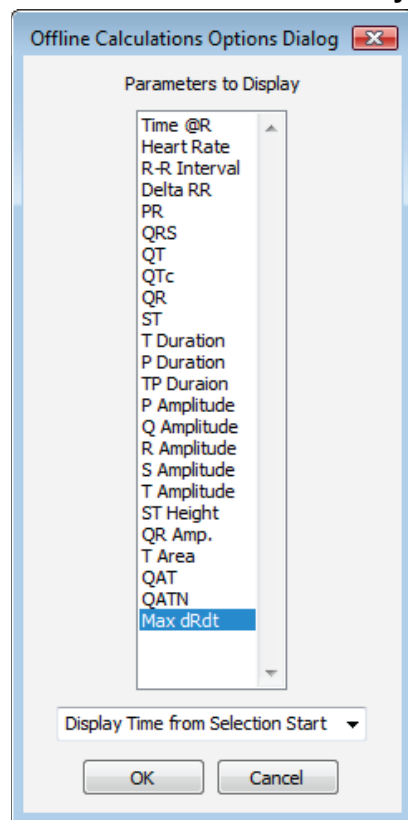 Offline Calculations Options Dialog
Parameters to Display
Time @R
Heart Rate
R-R Interval
Delta RR
PR
QRS
QT
QTc
QR
ST
T Duration
P Duration
TP Duraion
P Amplitude
Q Amplitude
R Amplitude
S Amplitude
T Amplitude
ST Height
QR Amp.
T Area
QAT
QATN
Max dRdt
Display Time from Selection Start
OK Cancel